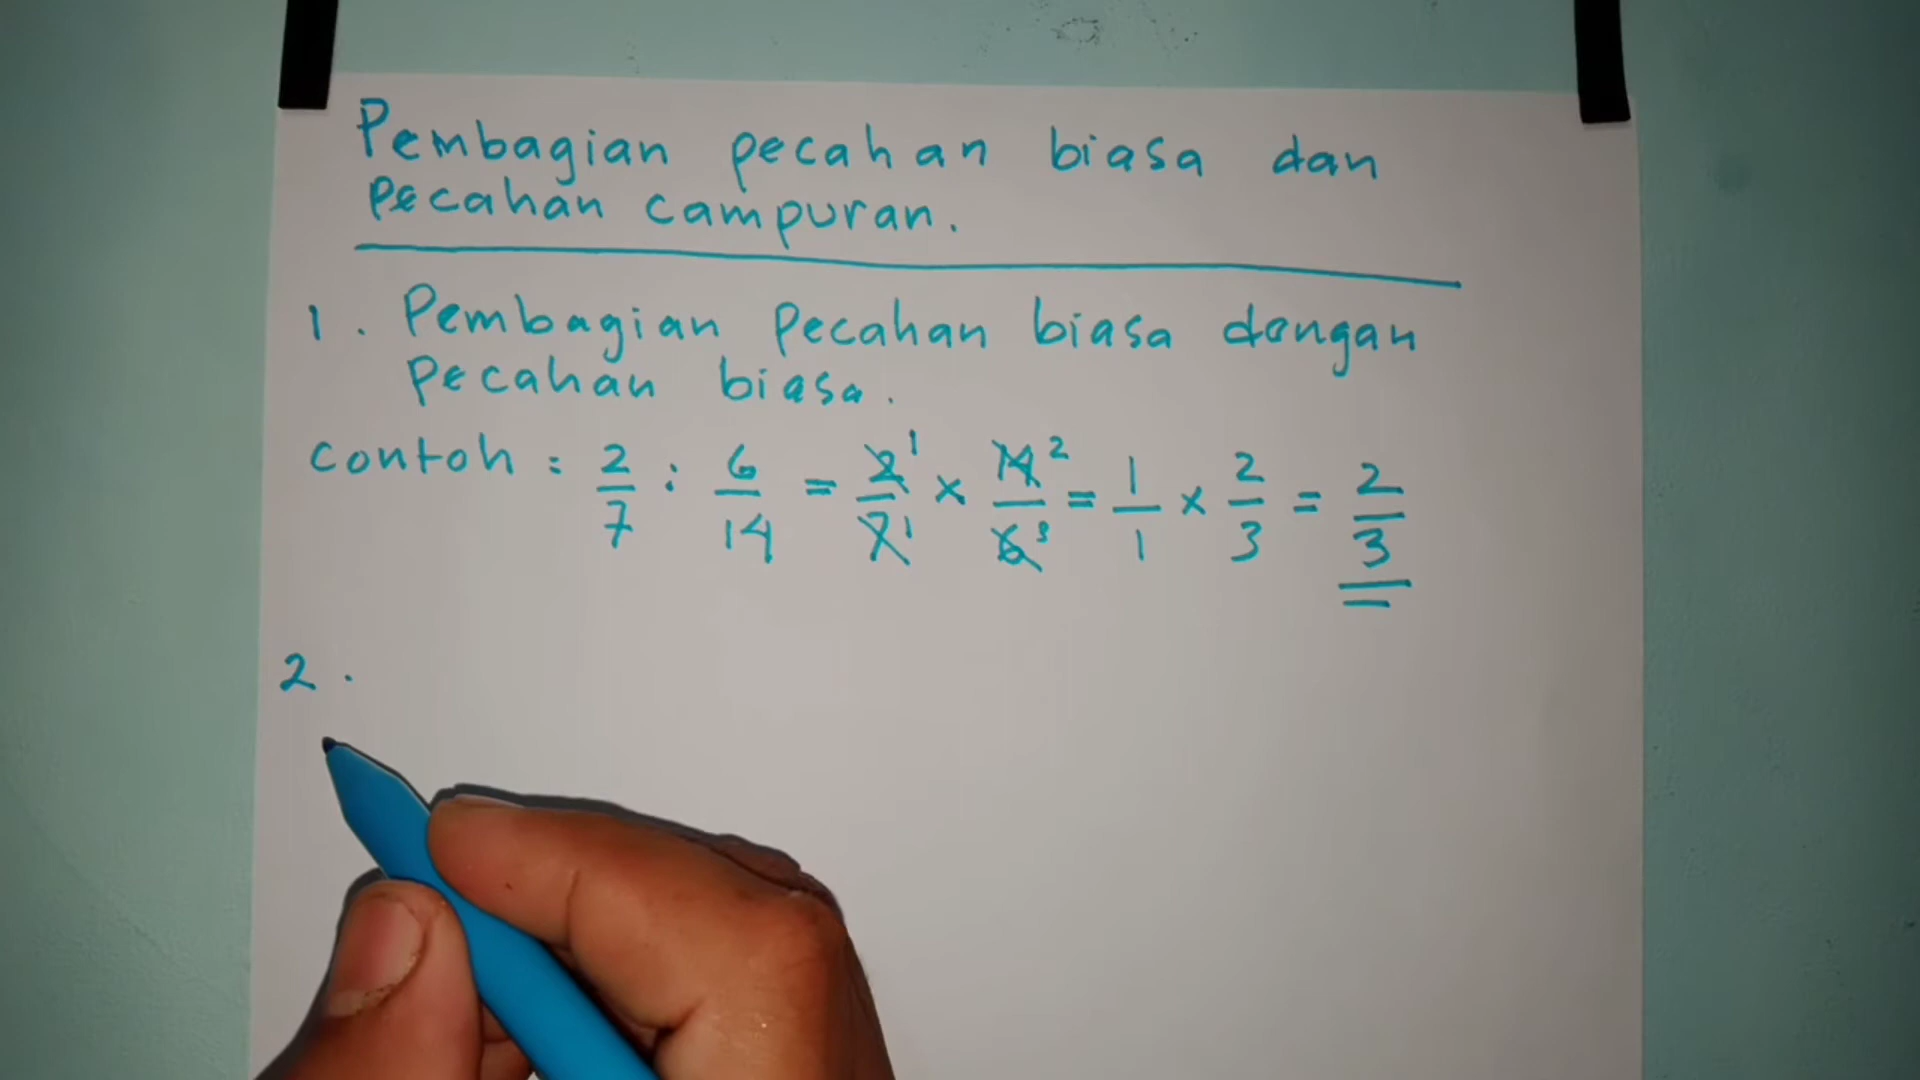 Pembagian pecahan biasa dan
pecahan campuran.
1. Pembagian pecahan biasa dengan
pecahan biasa.
contoh : 2/7 : 6/14 = 2¹/7¹ × 14²/6³ = 1/1 × 2/3 = 2/3
2.